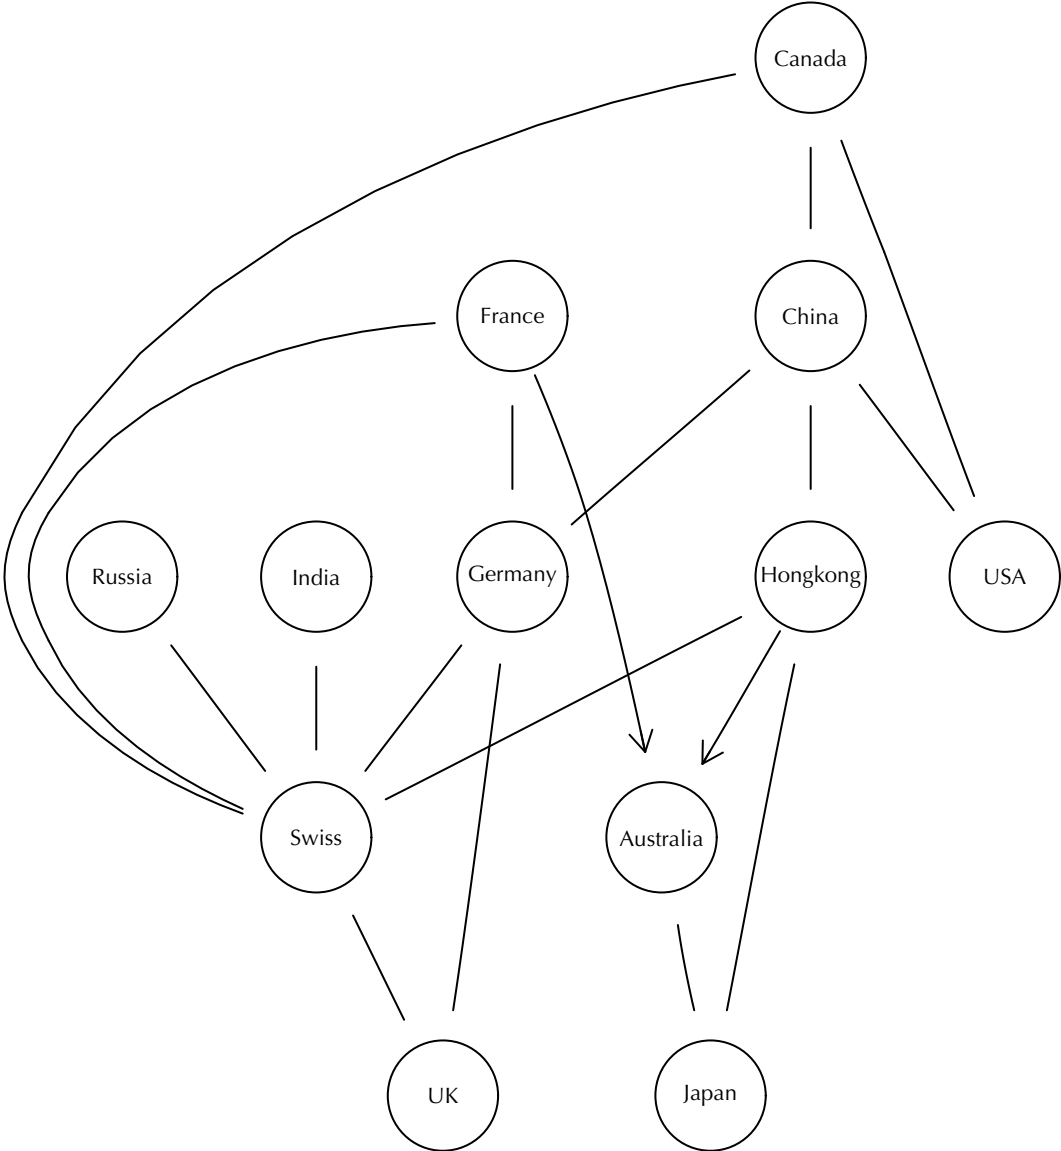 Canada
France
China
Russia
India
Germany
Hongkong
USA
Swiss
Australia
UK
Japan